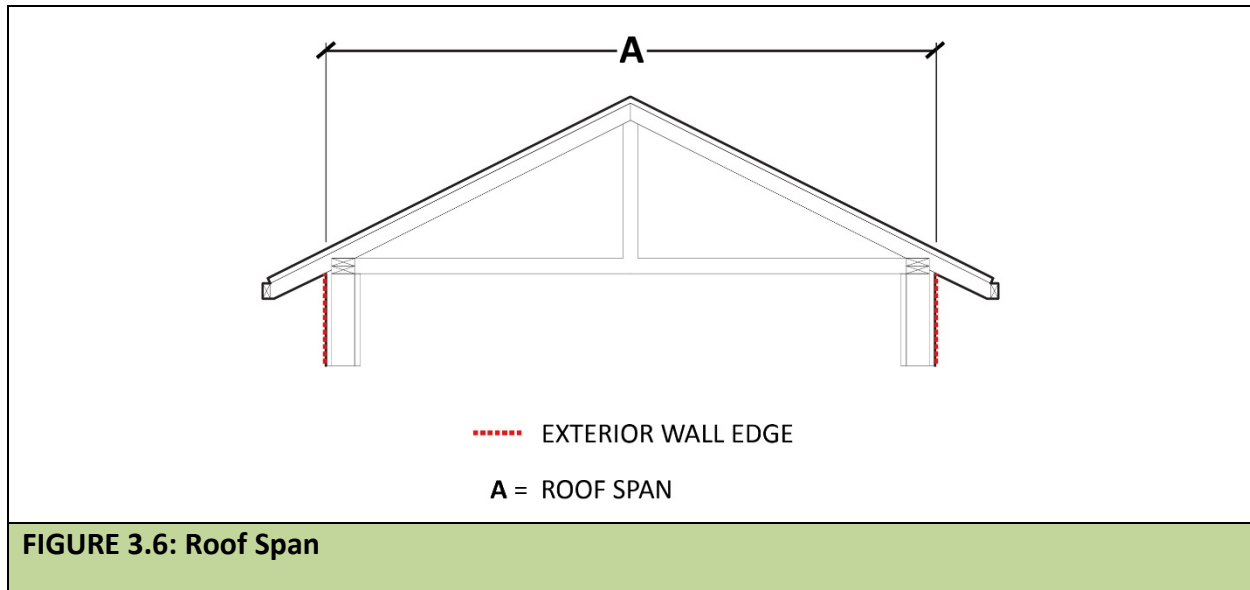 A
EXTERIOR WALL EDGE
A = ROOF SPAN
FIGURE 3.6: Roof Span